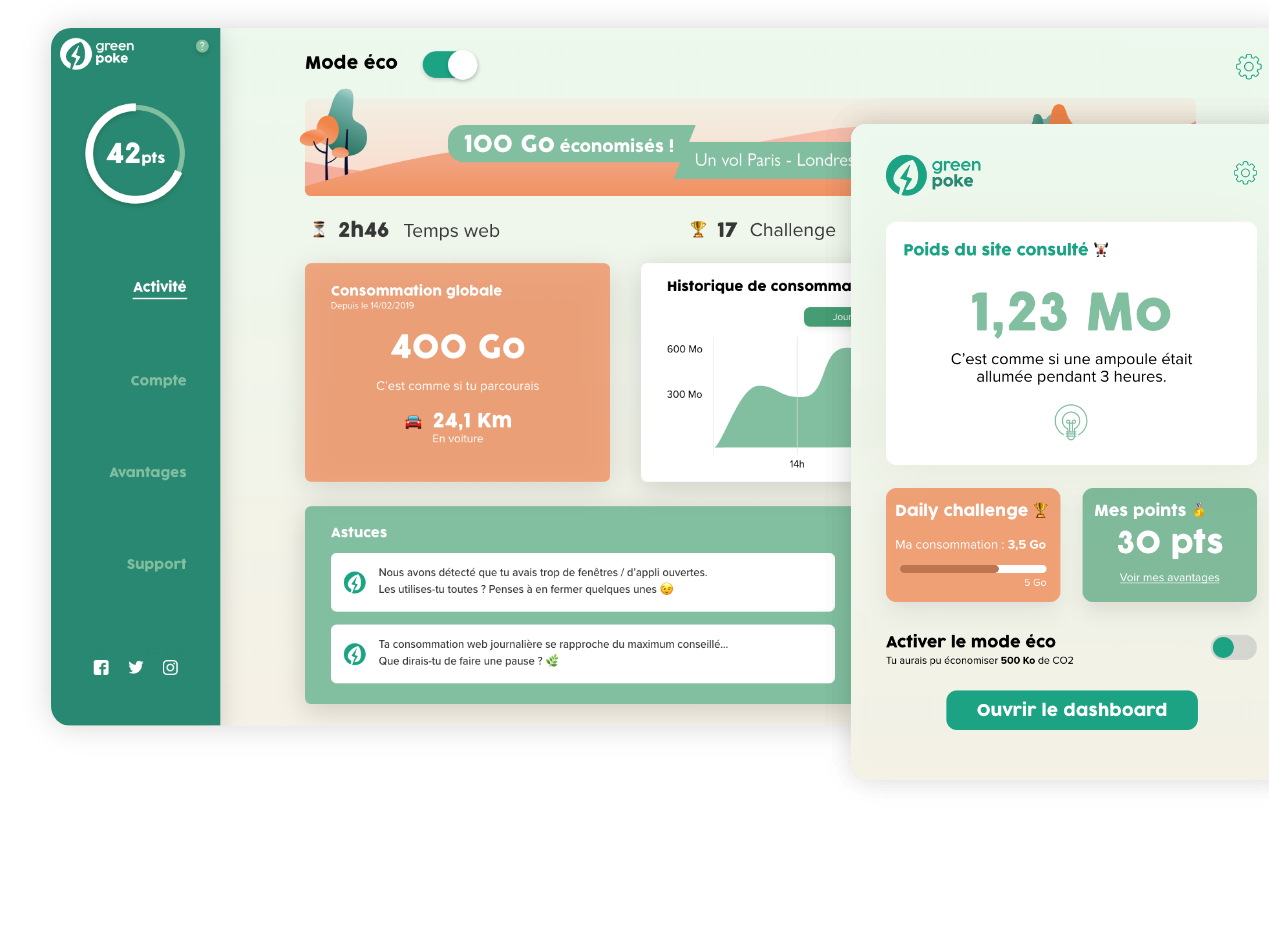 green
poke
?
42pts
Activité
Compte
Avantages
Support
Mode éco
100 Go économisés !
Un vol Paris - Londres
2h46 Temps web
17 Challenge
Consommation globale
Depuis le 14/02/2019
400 Go
C'est comme si tu parcourais
24,1 Km
En voiture
Historique de consomma
Jour
600 Mo
300 Mo
14h
Astuces
Nous avons détecté que tu avais trop de fenêtres / d'appli ouvertes.
Les utilises-tu toutes ? Penses à en fermer quelques unes 😉
Ta consommation web journalière se rapproche du maximum conseillé...
Que dirais-tu de faire une pause ? 🌿
green
poke
Poids du site consulté
1,23 Mo
C'est comme si une ampoule était
allumée pendant 3 heures.
Daily challenge 🏆
Ma consommation : 3,5 Go
5 Go
Mes points 🥇
30 pts
Voir mes avantages
Activer le mode éco
Tu aurais pu économiser 500 Ko de CO2
Ouvrir le dashboard